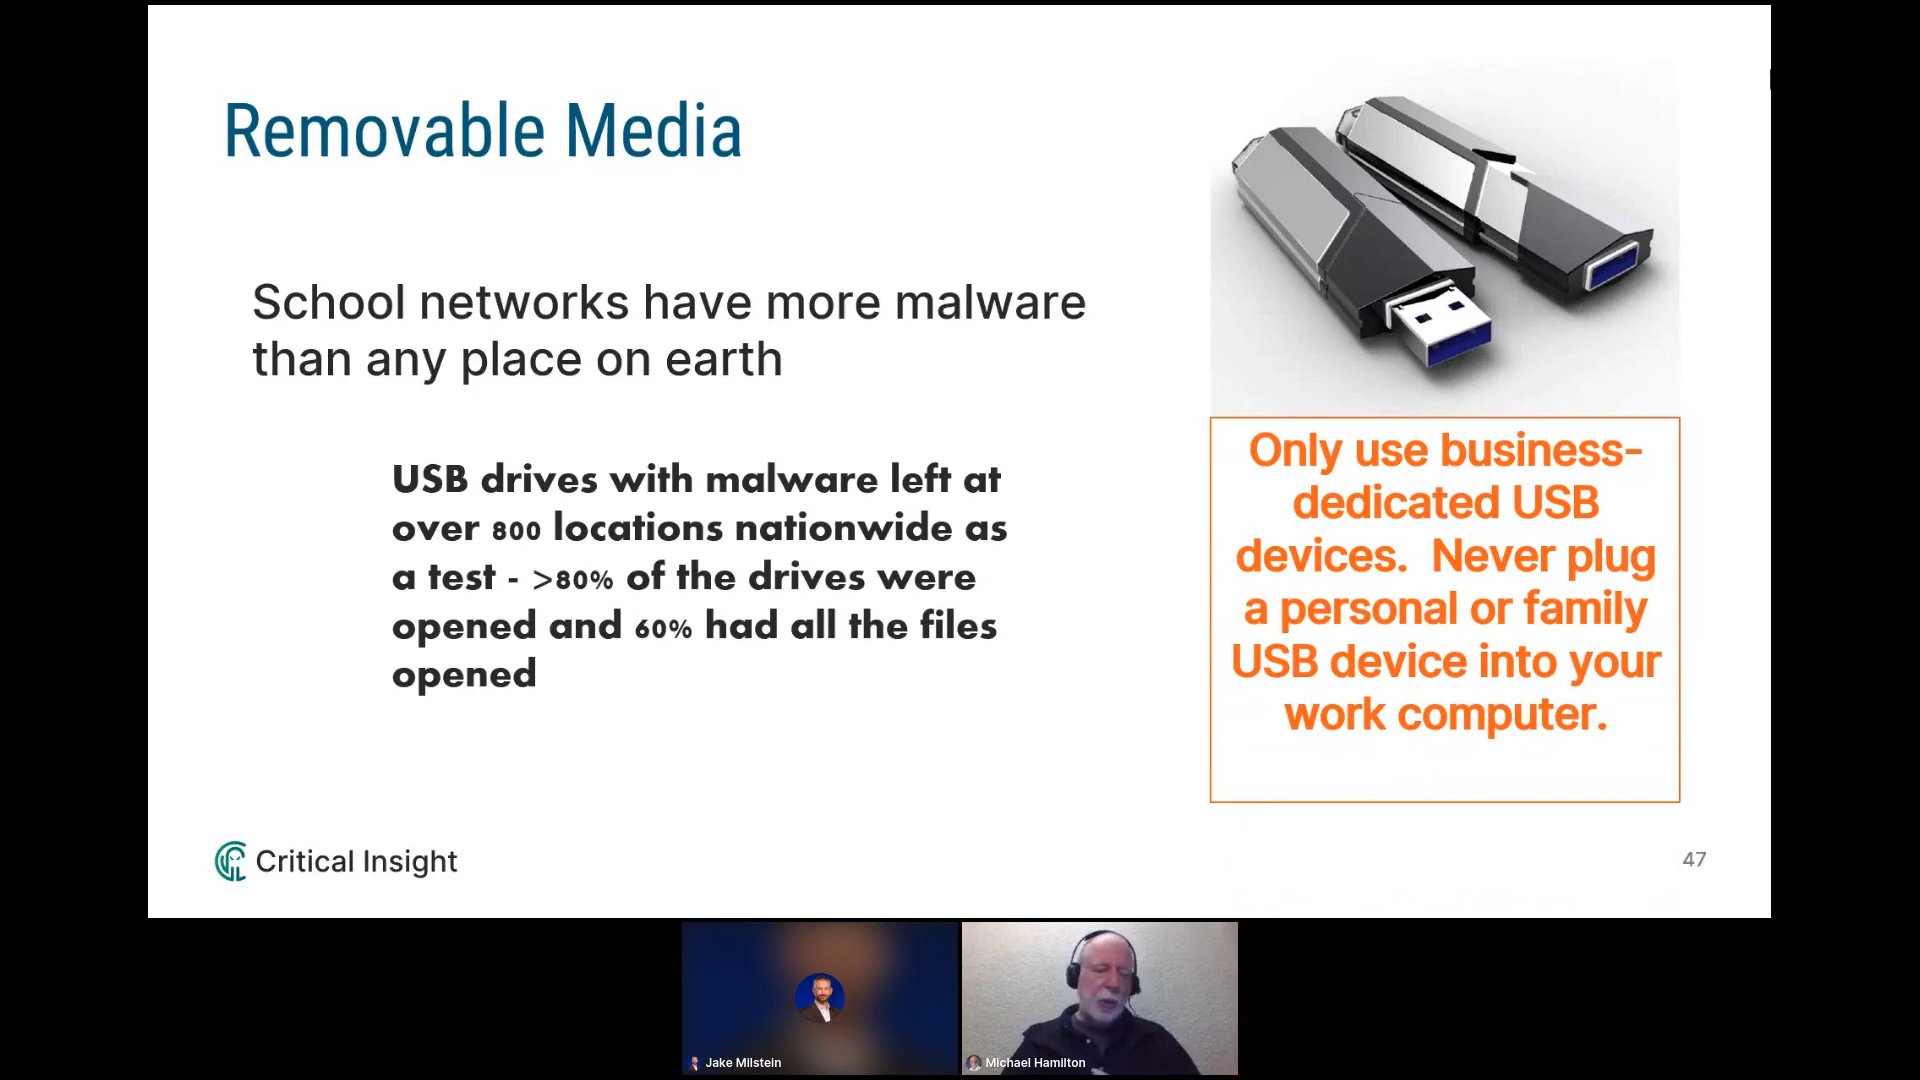 Removable Media
School networks have more malware
than any place on earth
USB drives with malware left at
over 800 locations nationwide as
a test - >80% of the drives were
opened and 60% had all the files
opened
Only use business-
dedicated USB
devices.  Never plug
a personal or family
USB device into your
work computer.
Critical Insight
47
Jake Milstein
Michael Hamilton